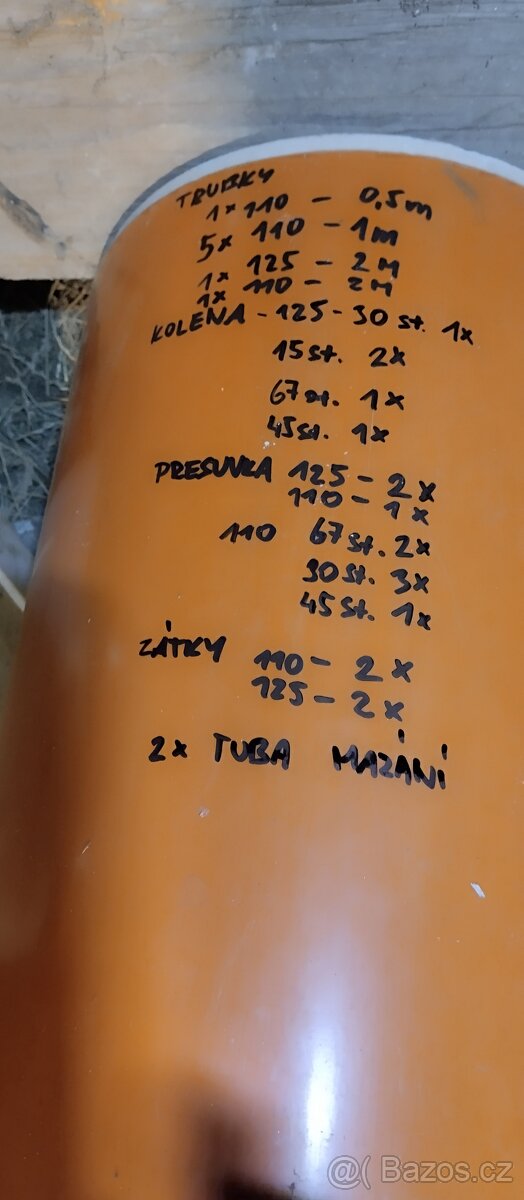 TRUBKY
1x 110 - 0,5m
5x 110 - 1m
1x 125 - 2M
1x 110 - 2M
KOLENA - 125 - 30 st. 1x
15 st. 2x
67 st. 1x
45 st. 1x
PRESUVKA 125 - 2x
110 - 1x
110 67 st. 2x
30 st. 3x
45 st. 1x
ZÁTKY 110 - 2x
125 - 2x
2x TUBA MAZÁNÍ
@( Bazos.cz